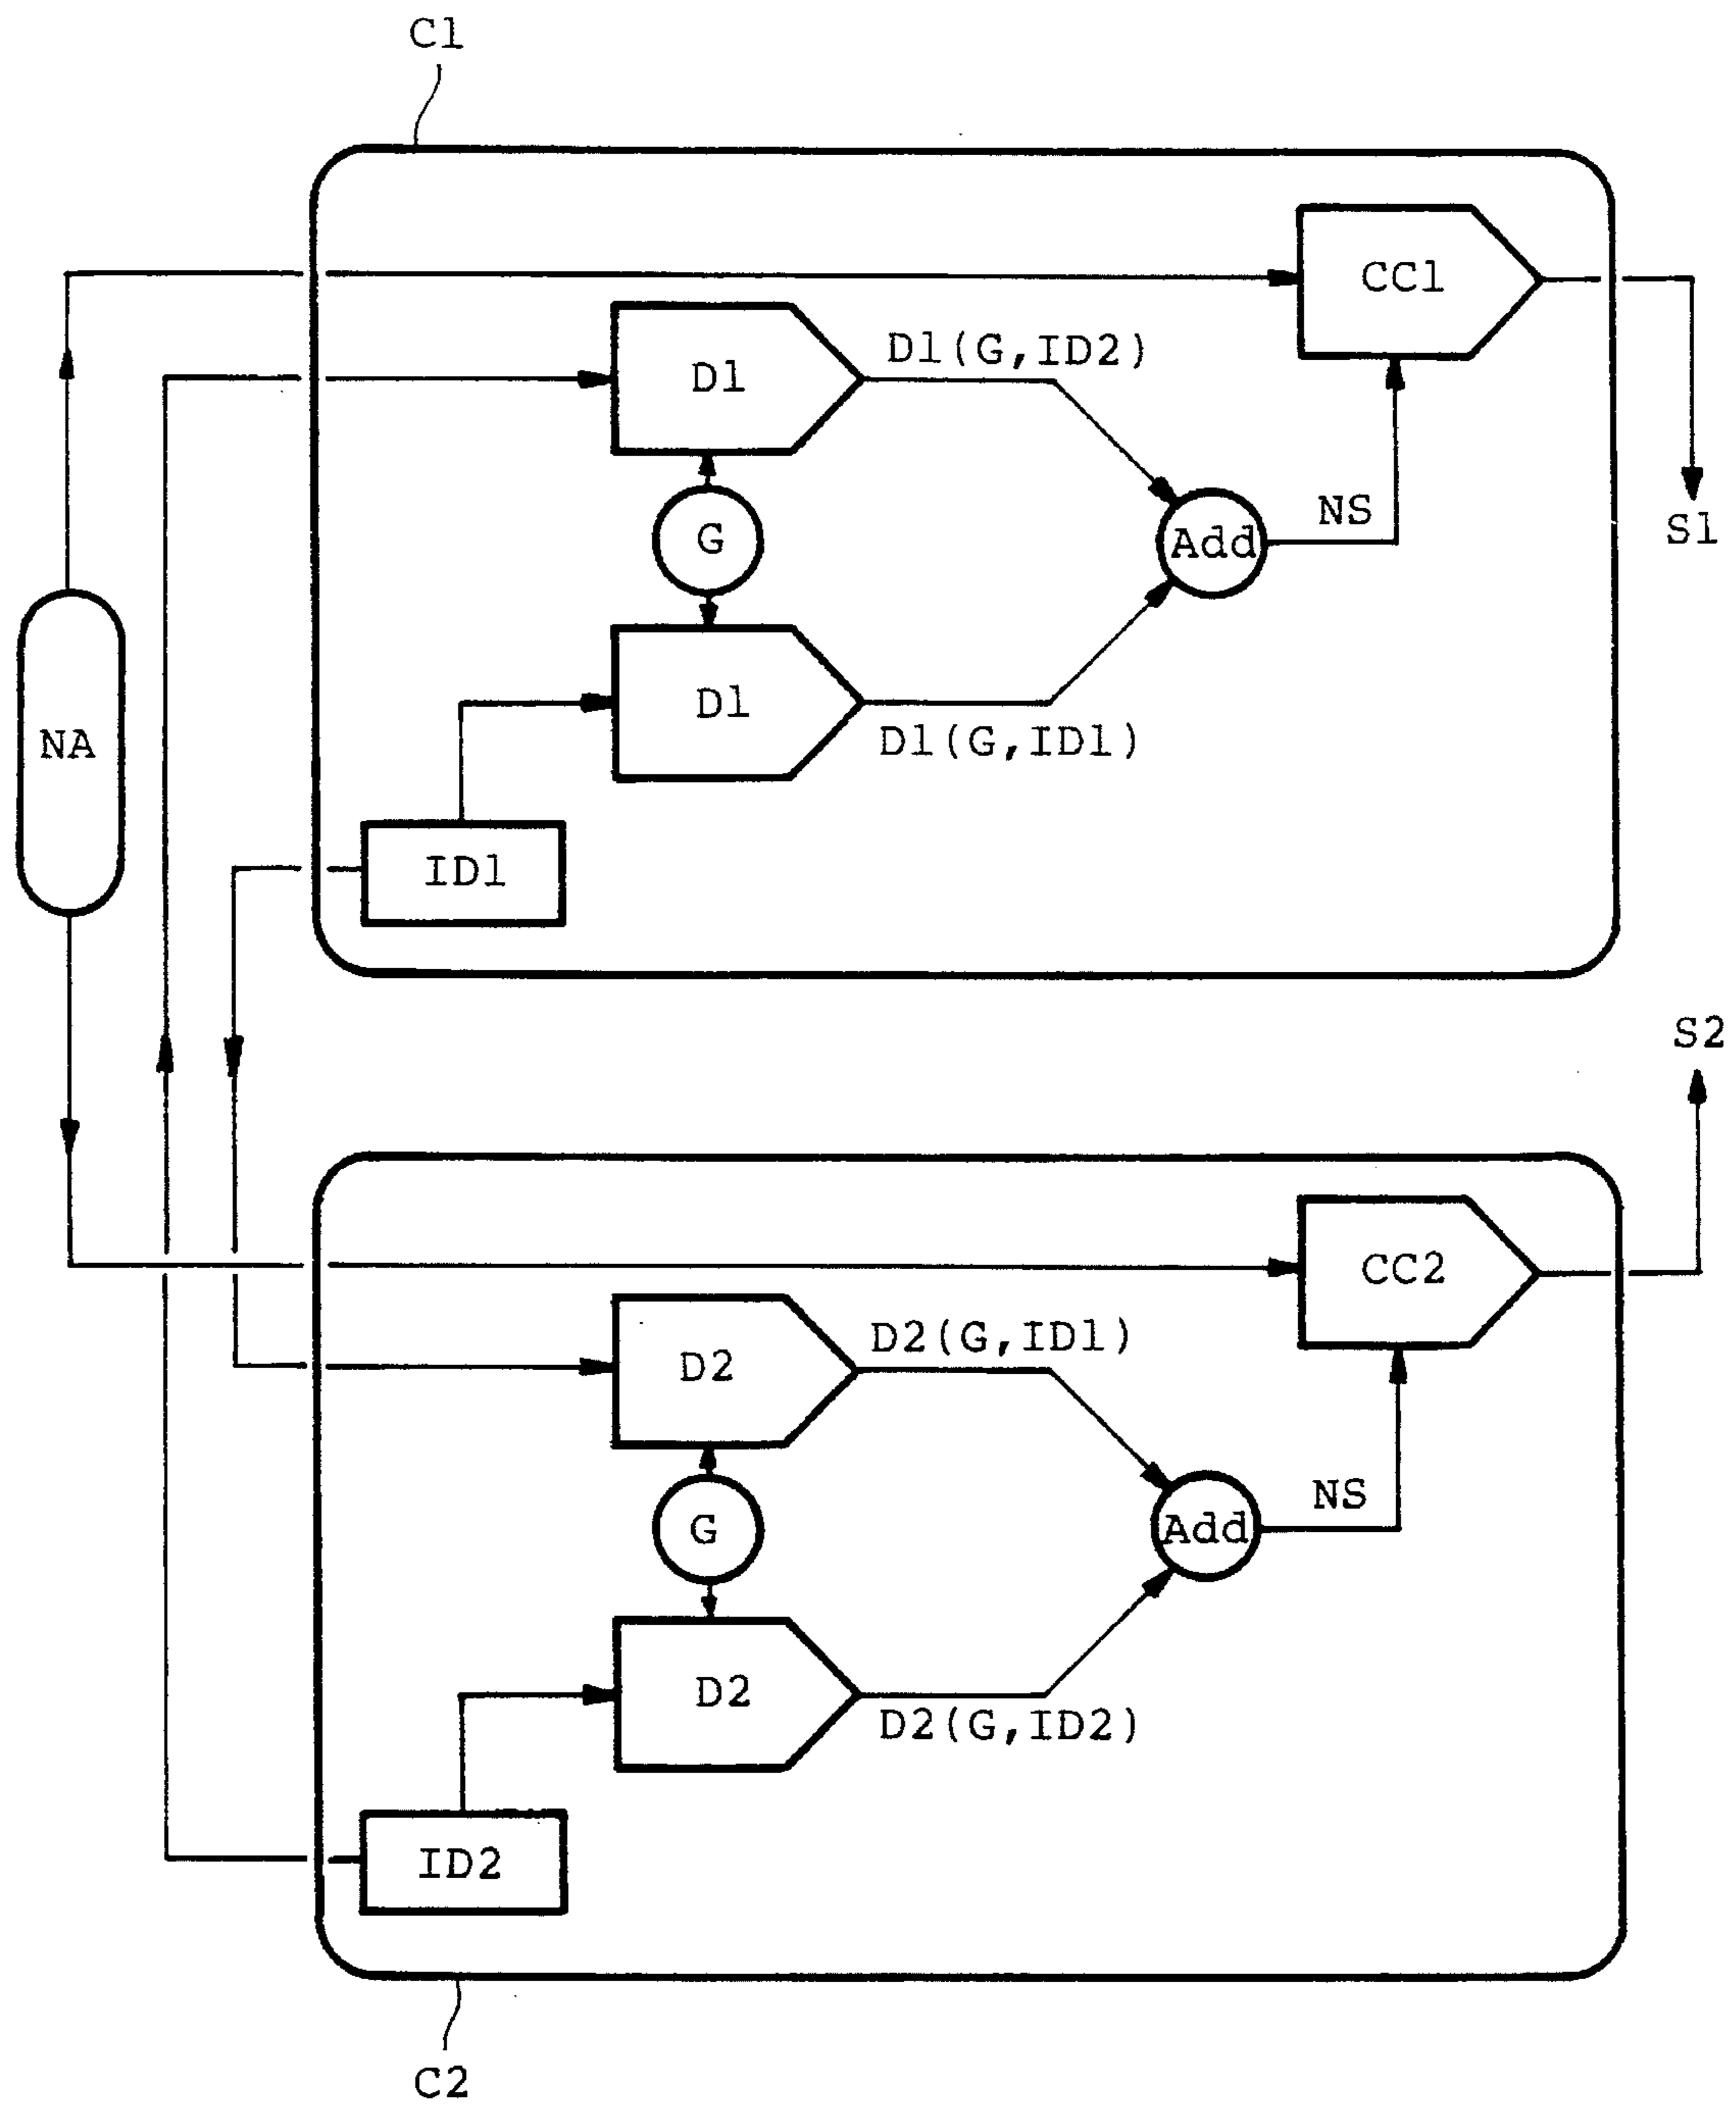 C1
CC1
D1(G,ID2)
D1
G
Add
NS
S1
D1
D1(G,ID1)
NA
ID1
S2
CC2
D2(G,ID1)
D2
G
Add
NS
D2
D2(G,ID2)
ID2
C2